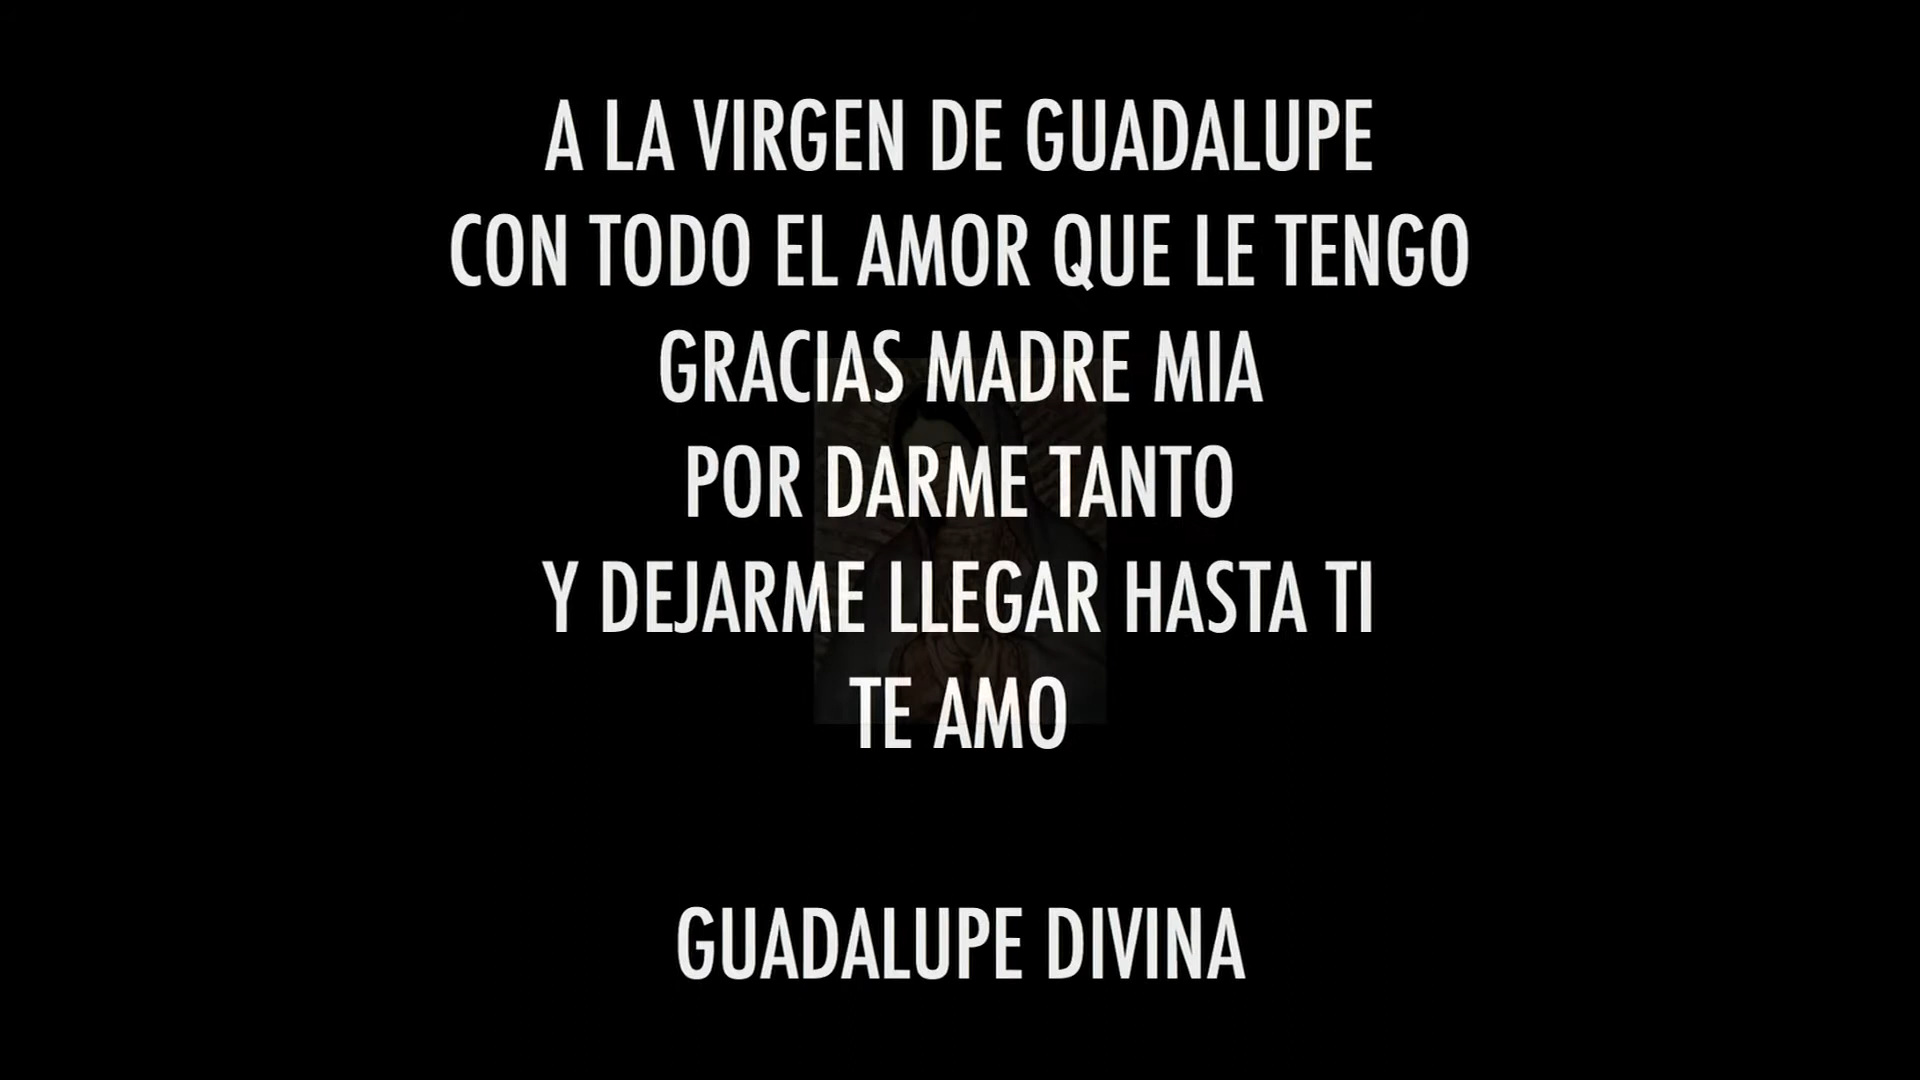 A LA VIRGEN DE GUADALUPE
CON TODO EL AMOR QUE LE TENGO
GRACIAS MADRE MIA
POR DARME TANTO
Y DEJARME LLEGAR HASTA TI
TE AMO
GUADALUPE DIVINA